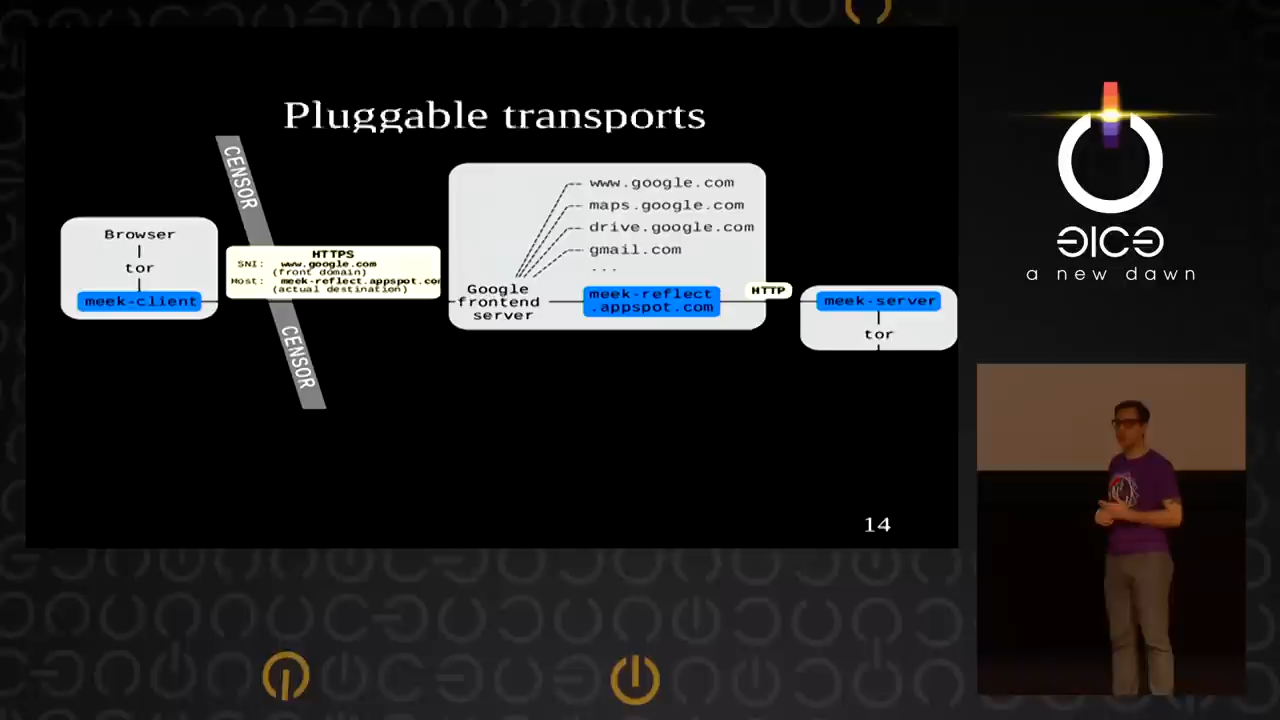 Pluggable transports
CENSOR
Browser
tor
meek-client
HTTPS
SNI: www.google.com
(front domain)
Host: meek-reflect.appspot.com
(actual destination)
CENSOR
www.google.com
maps.google.com
drive.google.com
gmail.com
...
Google
frontend
server
meek-reflect
.appspot.com
HTTP
meek-server
tor
14
a new dawn